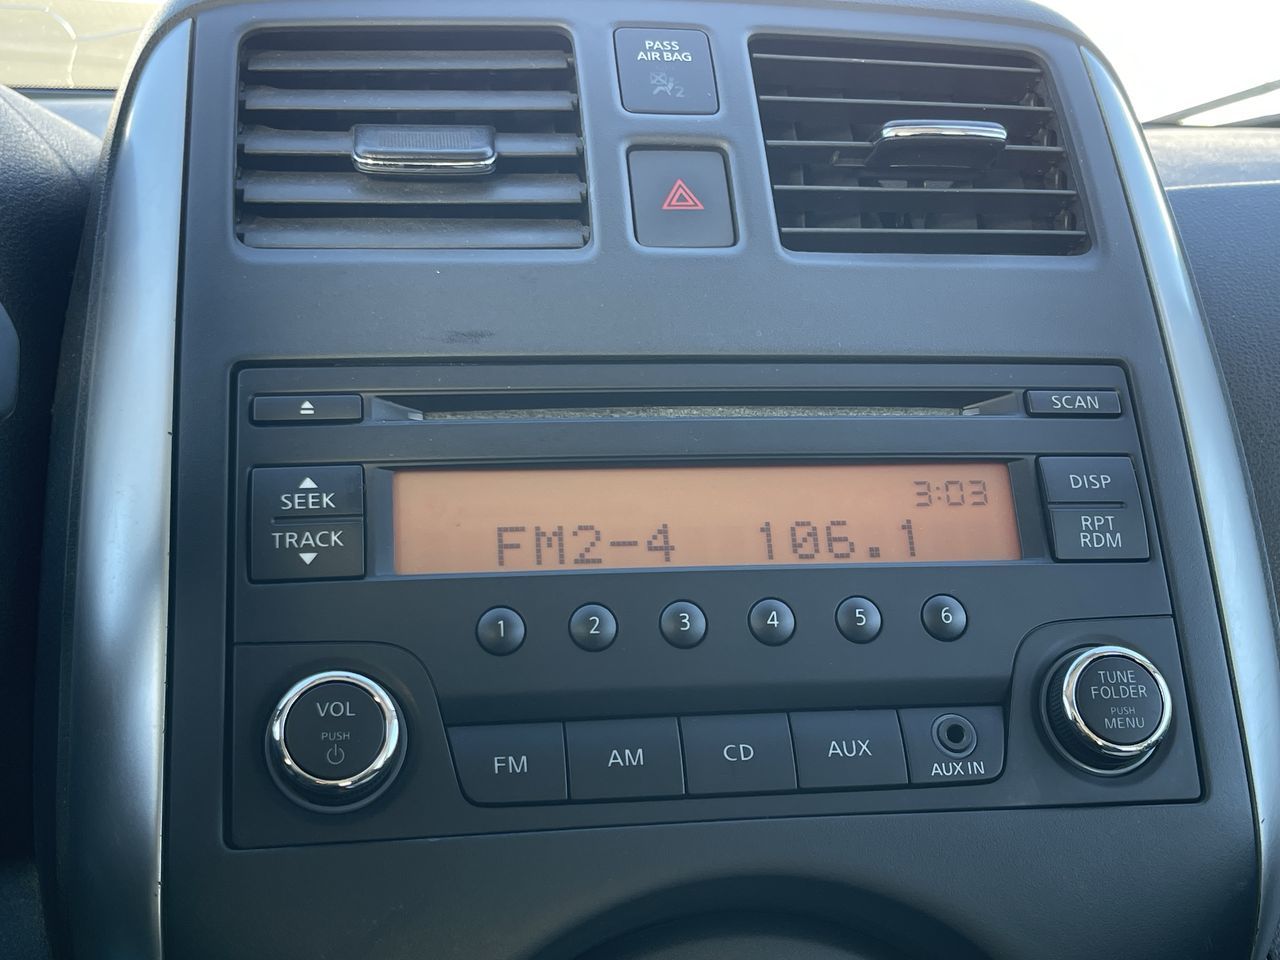 PASS
AIR BAG
2
SCAN
SEEK
TRACK
3:03
FM2-4 106.1
DISP
RPT
RDM
1 2 3 4 5 6
VOL
PUSH
TUNE
FOLDER
PUSH
MENU
FM AM CD AUX
AUX IN